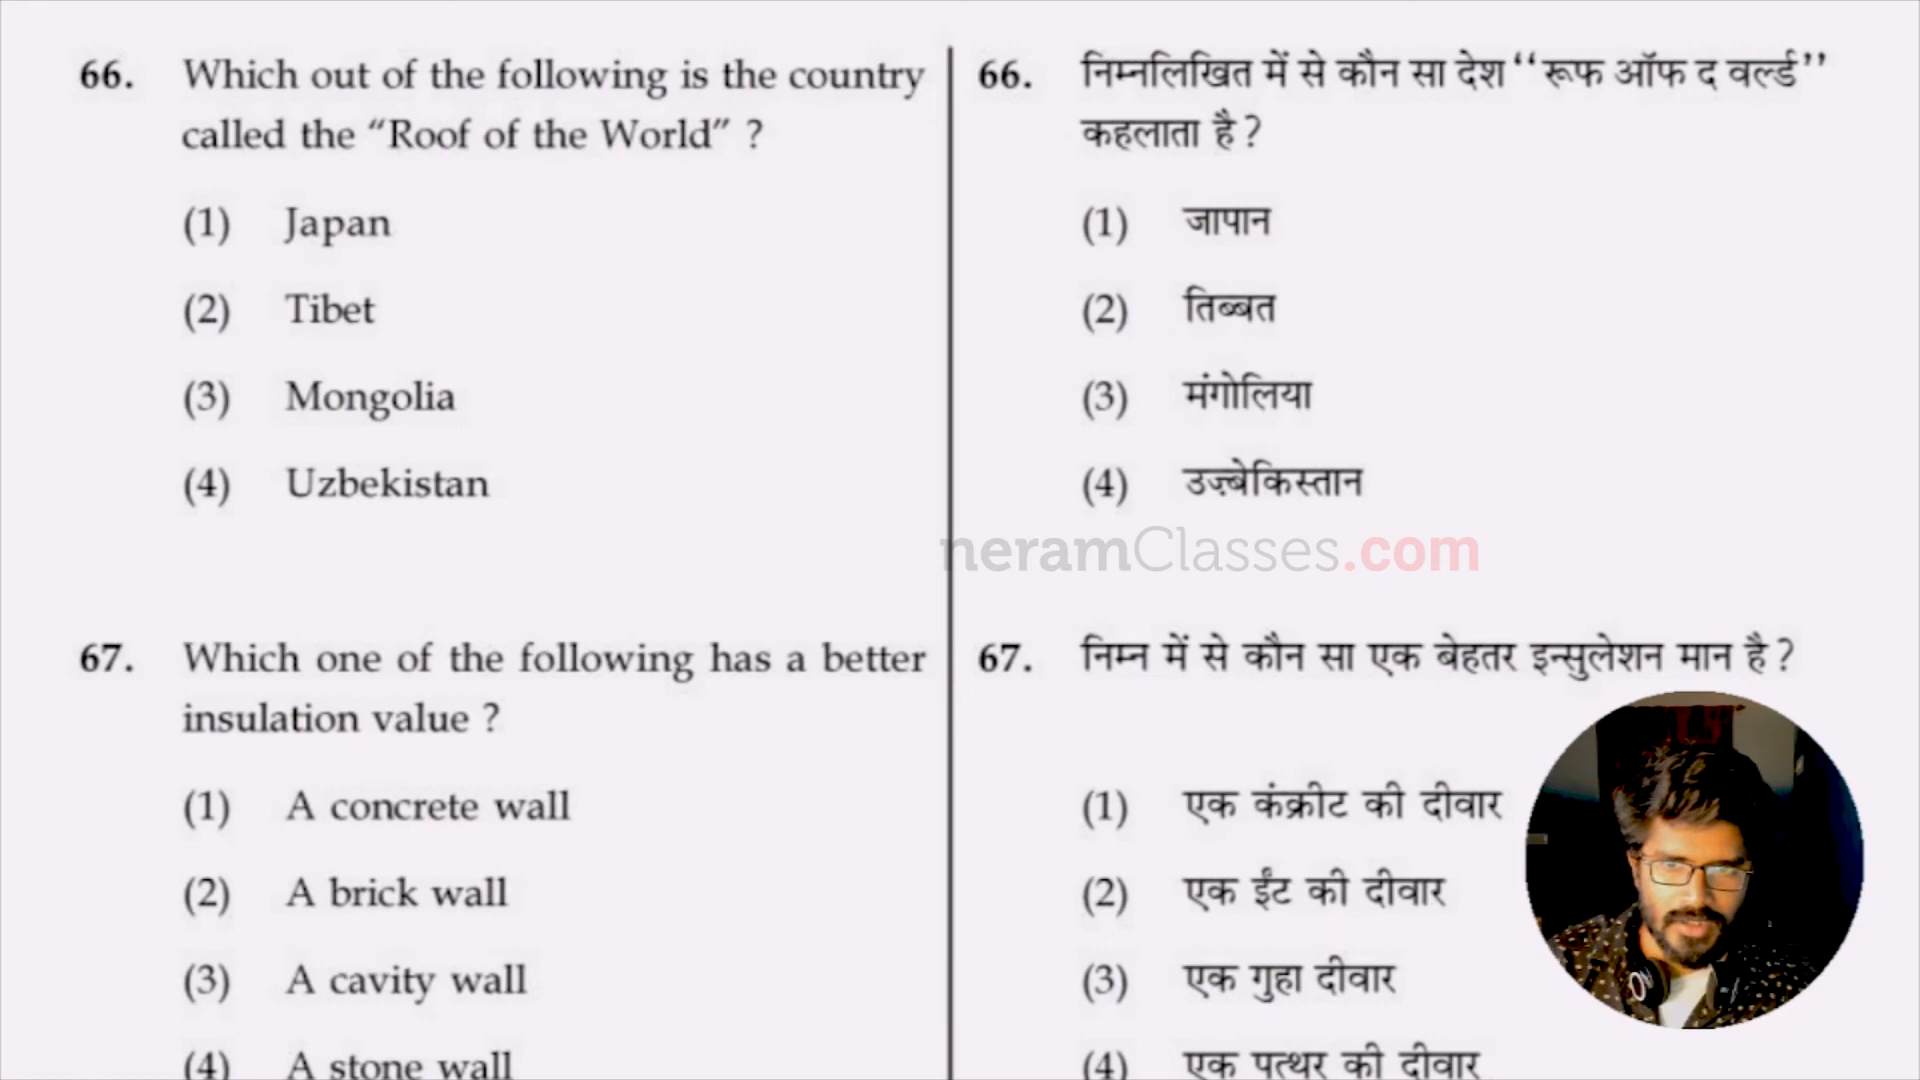 66. Which out of the following is the country
called the “Roof of the World” ?
(1) Japan
(2) Tibet
(3) Mongolia
(4) Uzbekistan
67. Which one of the following has a better
insulation value ?
(1) A concrete wall
(2) A brick wall
(3) A cavity wall
(4) A stone wall
66. निम्नलिखित में से कौन सा देश ‘‘रूफ ऑफ द वर्ल्ड’’
कहलाता है ?
(1) जापान
(2) तिब्बत
(3) मंगोलिया
(4) उज़्बेकिस्तान
neramClasses.com
67. निम्न में से कौन सा एक बेहतर इन्सुलेशन मान है ?
(1) एक कंक्रीट की दीवार
(2) एक ईंट की दीवार
(3) एक गुहा दीवार
(4) एक पत्थर की दीवार